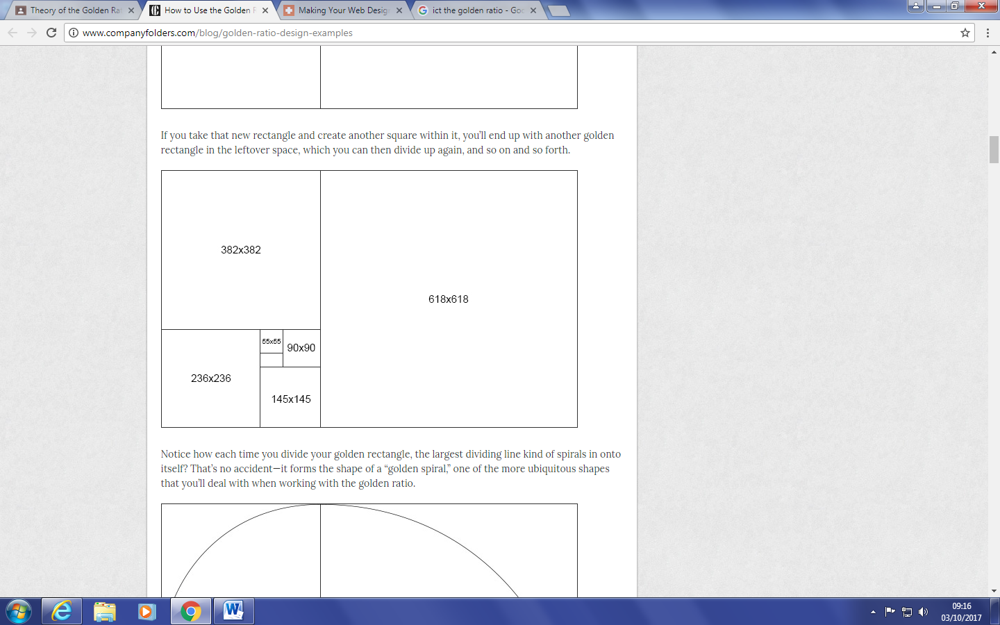 Theory of the Golden Ra
How to Use the Golden R
Making Your Web Desig
ict the golden ratio - Goo
www.companyfolders.com/blog/golden-ratio-design-examples
If you take that new rectangle and create another square within it, you'll end up with another golden
rectangle in the leftover space, which you can then divide up again, and so on and so forth.
382x382
618x618
55x55
90x90
236x236
145x145
Notice how each time you divide your golden rectangle, the largest dividing line kind of spirals in onto
itself? That's no accident—it forms the shape of a “golden spiral,” one of the more ubiquitous shapes
that you'll deal with when working with the golden ratio.
09:16
03/10/2017